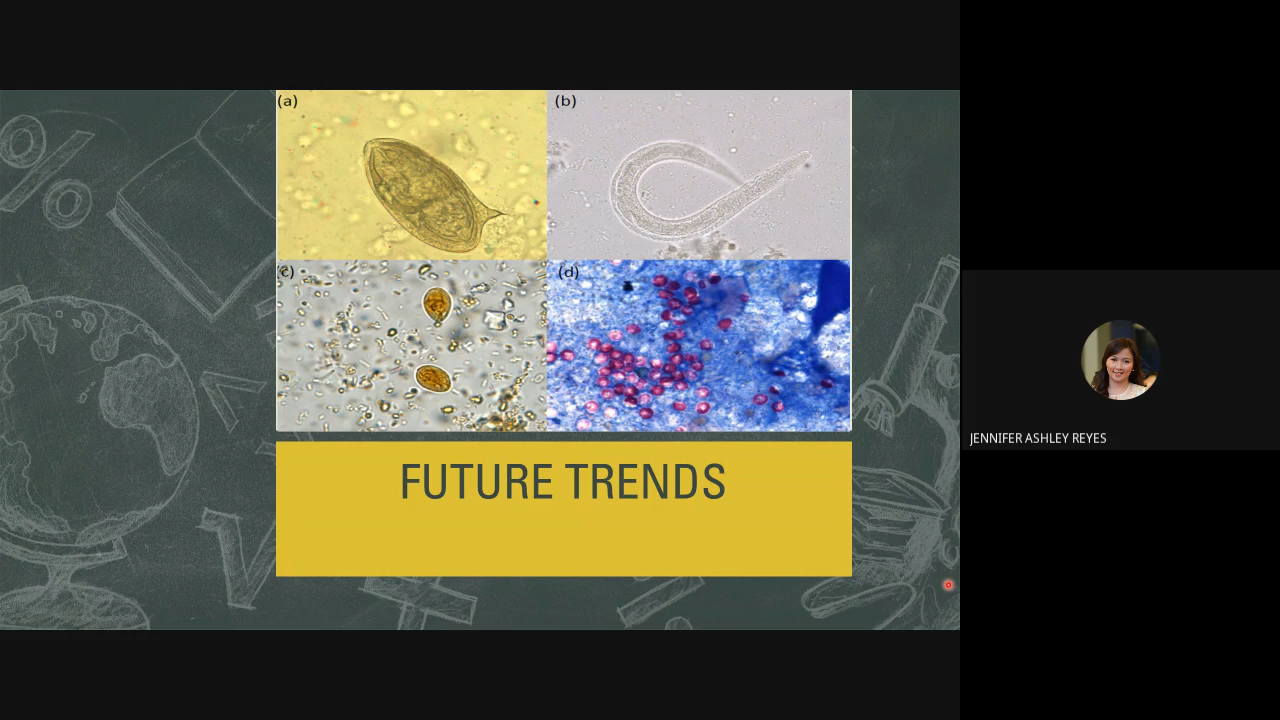 (a)
(b)
(c)
(d)
FUTURE TRENDS
JENNIFER ASHLEY REYES